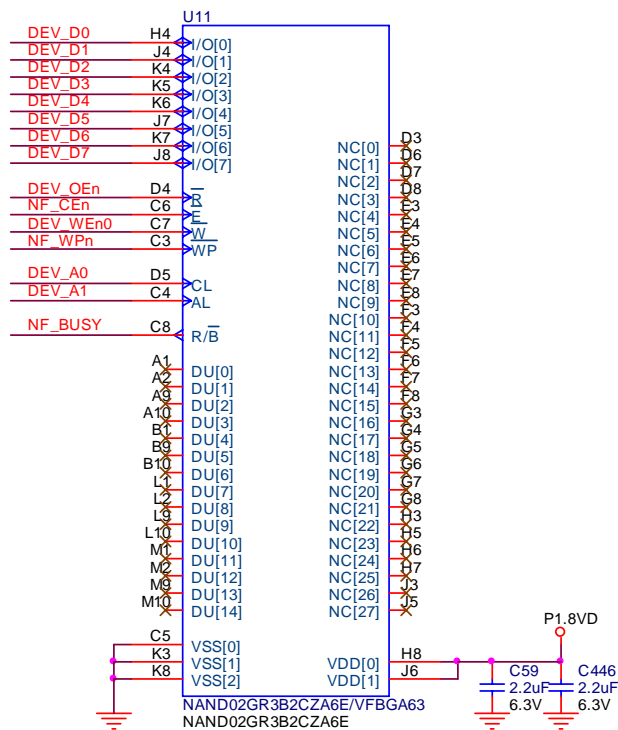 U11
DEV_D0 H4 I/O[0]
DEV_D1 J4 I/O[1]
DEV_D2 K4 I/O[2]
DEV_D3 K5 I/O[3]
DEV_D4 K6 I/O[4]
DEV_D5 J7 I/O[5]
DEV_D6 K7 I/O[6]
DEV_D7 J8 I/O[7]
DEV_OEn D4 R
NF_CEn C6 E
DEV_WEn0 C7 W
NF_WPn C3 WP
DEV_A0 D5 CL
DEV_A1 C4 AL
NF_BUSY C8 R/B
A1 DU[0]
A2 DU[1]
A9 DU[2]
A10 DU[3]
B1 DU[4]
B9 DU[5]
B10 DU[6]
L1 DU[7]
L2 DU[8]
L9 DU[9]
L10 DU[10]
M1 DU[11]
M2 DU[12]
M9 DU[13]
M10 DU[14]
C5 VSS[0]
K3 VSS[1]
K8 VSS[2]
NC[0] D3
NC[1] D6
NC[2] D7
NC[3] D8
NC[4] E3
NC[5] E4
NC[6] E5
NC[7] E6
NC[8] E7
NC[9] E8
NC[10] F3
NC[11] F4
NC[12] F5
NC[13] F6
NC[14] F7
NC[15] F8
NC[16] G3
NC[17] G4
NC[18] G5
NC[19] G6
NC[20] G7
NC[21] G8
NC[22] H3
NC[23] H5
NC[24] H6
NC[25] H7
NC[26] J3
NC[27] J5
VDD[0] H8
VDD[1] J6
P1.8VD
C59
2.2uF
6.3V
C446
2.2uF
6.3V
NAND02GR3B2CZA6E/VFBGA63
NAND02GR3B2CZA6E